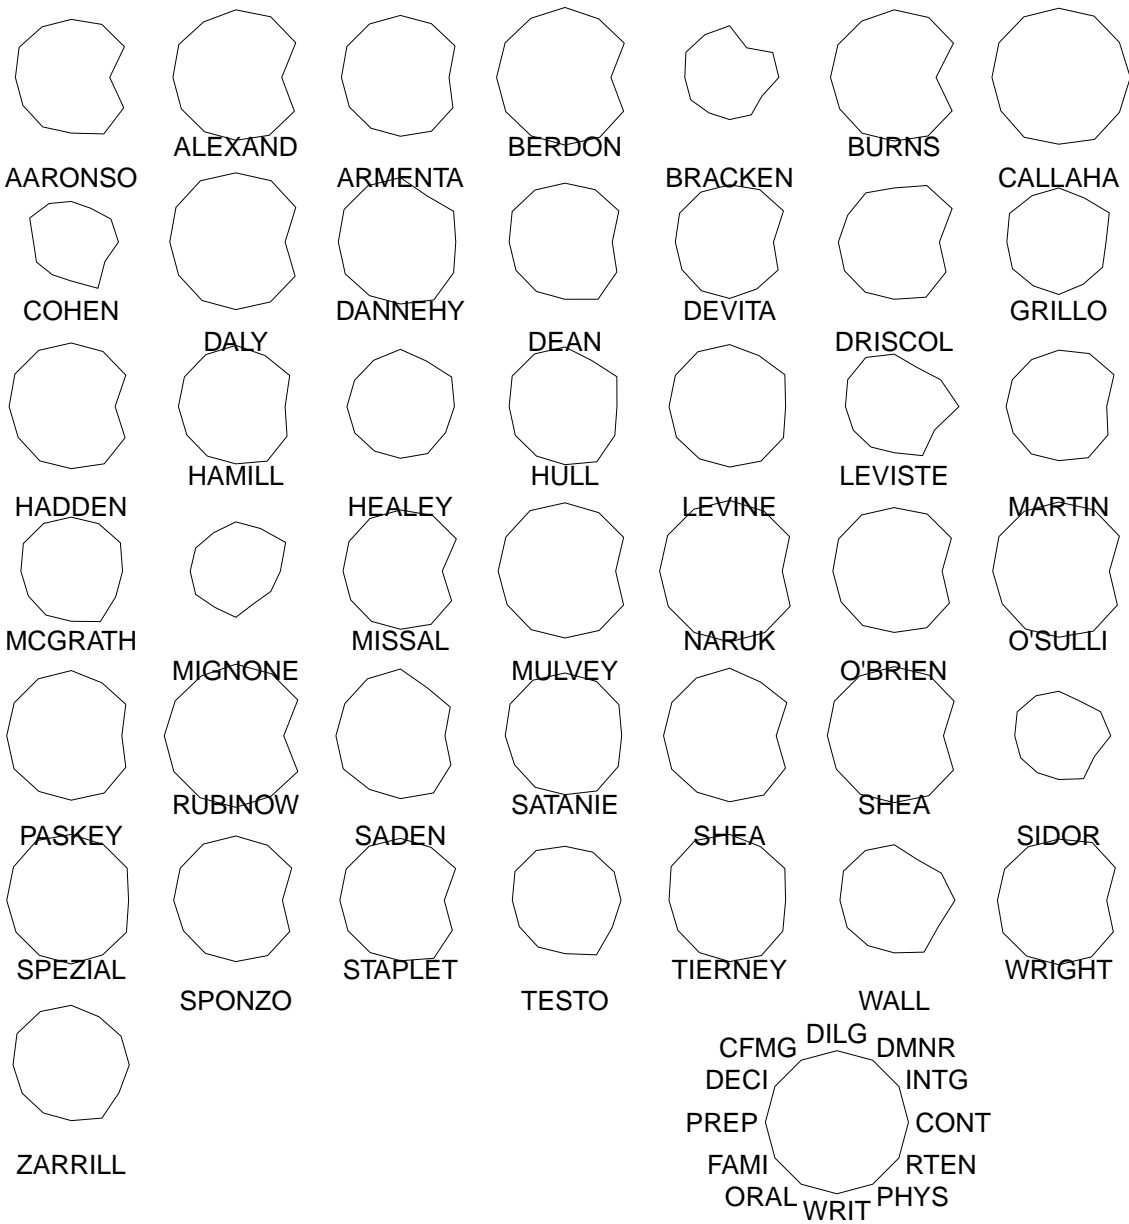 ALEXAND BERDON BURNS
AARONSO ARMENTA BRACKEN CALLAHA
COHEN DANNEHY DEVITA GRILLO
DALY DEAN DRISCOL
HAMILL HULL LEVISTE
HADDEN HEALEY LEVINE MARTIN
MCGRATH MISSAL NARUK O'SULLI
MIGNONE MULVEY O'BRIEN
RUBINOW SATANIE SHEA
PASKEY SADEN SHEA SIDOR
SPEZIAL STAPLET TIERNEY WRIGHT
SPONZO TESTO WALL
DILG
CFMG DMNR
DECI INTG
PREP CONT
FAMI RTEN
ZARRILL
ORAL PHYS
WRIT